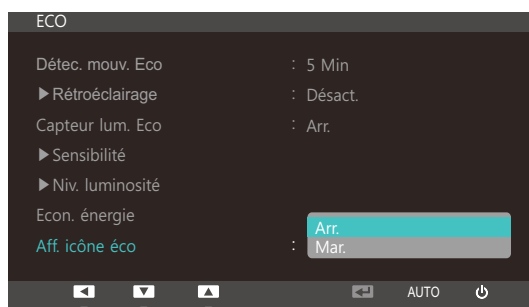 ECO
Détec. mouv. Eco : 5 Min
▶Rétroéclairage : Désact.
Capteur lum. Eco : Arr.
▶Sensibilité
▶Niv. luminosité
Econ. énergie
Arr.
Aff. icône éco : Mar.
AUTO